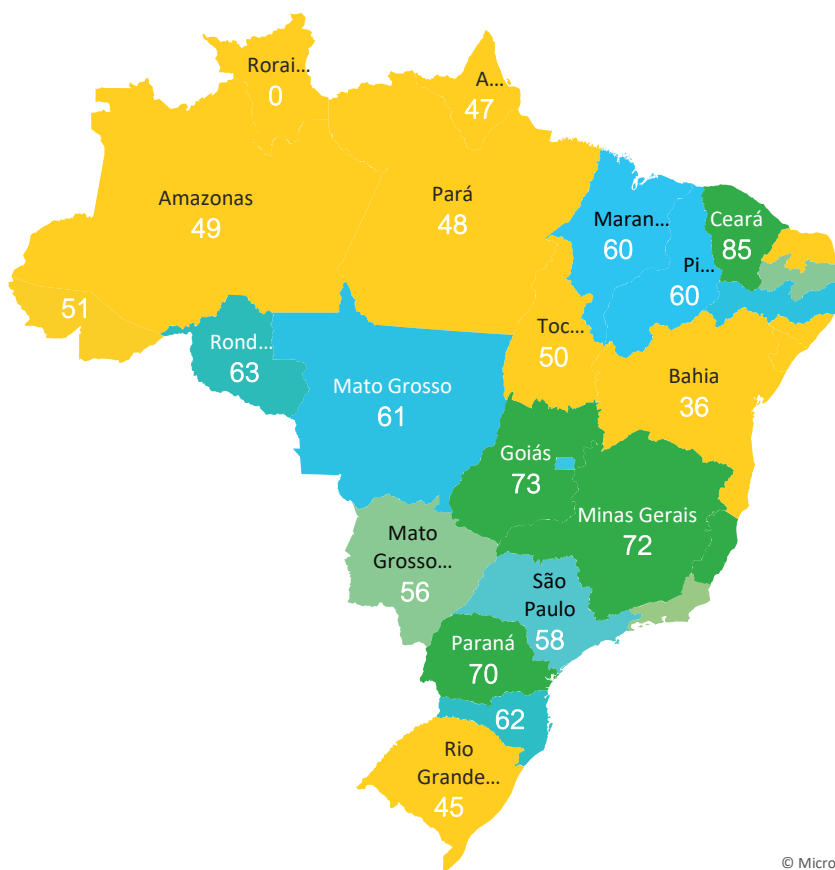 Rorai...
0
A...
47
Amazonas
49
Pará
48
Maran...
60
Ceará
85
Pi...
60
51
Rond...
63
Toc...
50
Mato Grosso
61
Bahia
36
Goiás
73
Minas Gerais
72
Mato
Grosso...
56
São
Paulo
58
Paraná
70
62
Rio
Grande...
45
© Micro